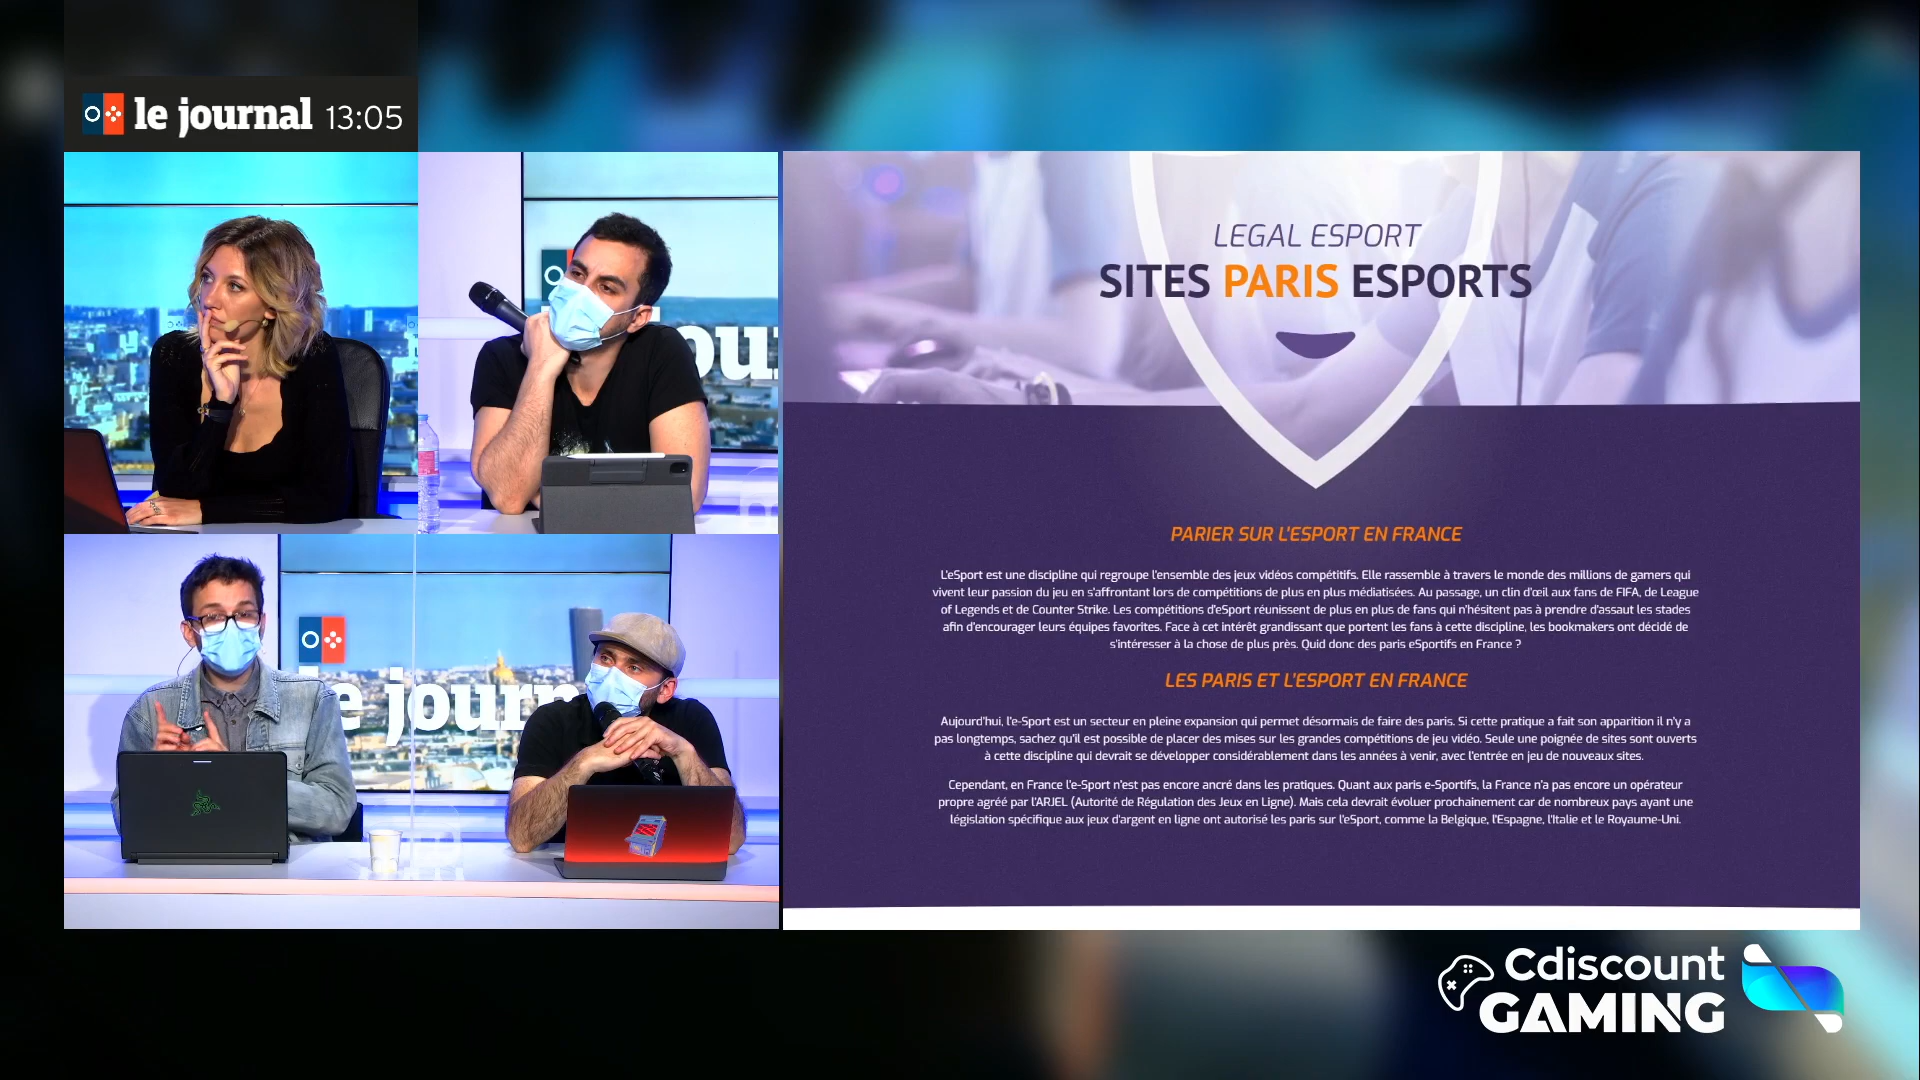 le journal 13:05
LEGAL ESPORT
SITES PARIS ESPORTS
PARIER SUR L'ESPORT EN FRANCE
L'eSport est une discipline qui regroupe l'ensemble des jeux vidéos compétitifs. Elle rassemble à travers le monde des millions de gamers qui
vivent leur passion du jeu en s'affrontant lors de compétitions de plus en plus médiatisées. Au passage, un clin d'œil aux fans de FIFA, de League
of Legends et de Counter Strike. Les compétitions d'eSport réunissent de plus en plus de fans qui n'hésitent pas à prendre d'assaut les stades
afin d'encourager leurs équipes favorites. Face à cet intérêt grandissant que portent les fans à cette discipline, les bookmakers ont décidé de
s'intéresser à la chose de plus près. Quid donc des paris eSportifs en France ?
LES PARIS ET L'ESPORT EN FRANCE
Aujourd'hui, l'e-Sport est un secteur en pleine expansion qui permet désormais de faire des paris. Si cette pratique a fait son apparition il n'y a
pas longtemps, sachez qu'il est possible de placer des mises sur les grandes compétitions de jeu vidéo. Seule une poignée de sites sont ouverts
à cette discipline qui devrait se développer considérablement dans les années à venir, avec l'entrée en jeu de nouveaux sites.
Cependant, en France l'e-Sport n'est pas encore ancré dans les pratiques. Quant aux paris e-Sportifs, la France n'a pas encore un opérateur
propre agréé par l'ARJEL (Autorité de Régulation des Jeux en Ligne). Mais cela devrait évoluer prochainement car de nombreux pays ayant une
législation spécifique aux jeux d'argent en ligne ont autorisé les paris sur l'eSport, comme la Belgique, l'Espagne, l'Italie et le Royaume-Uni.
ou
e journ
Cdiscount
GAMING